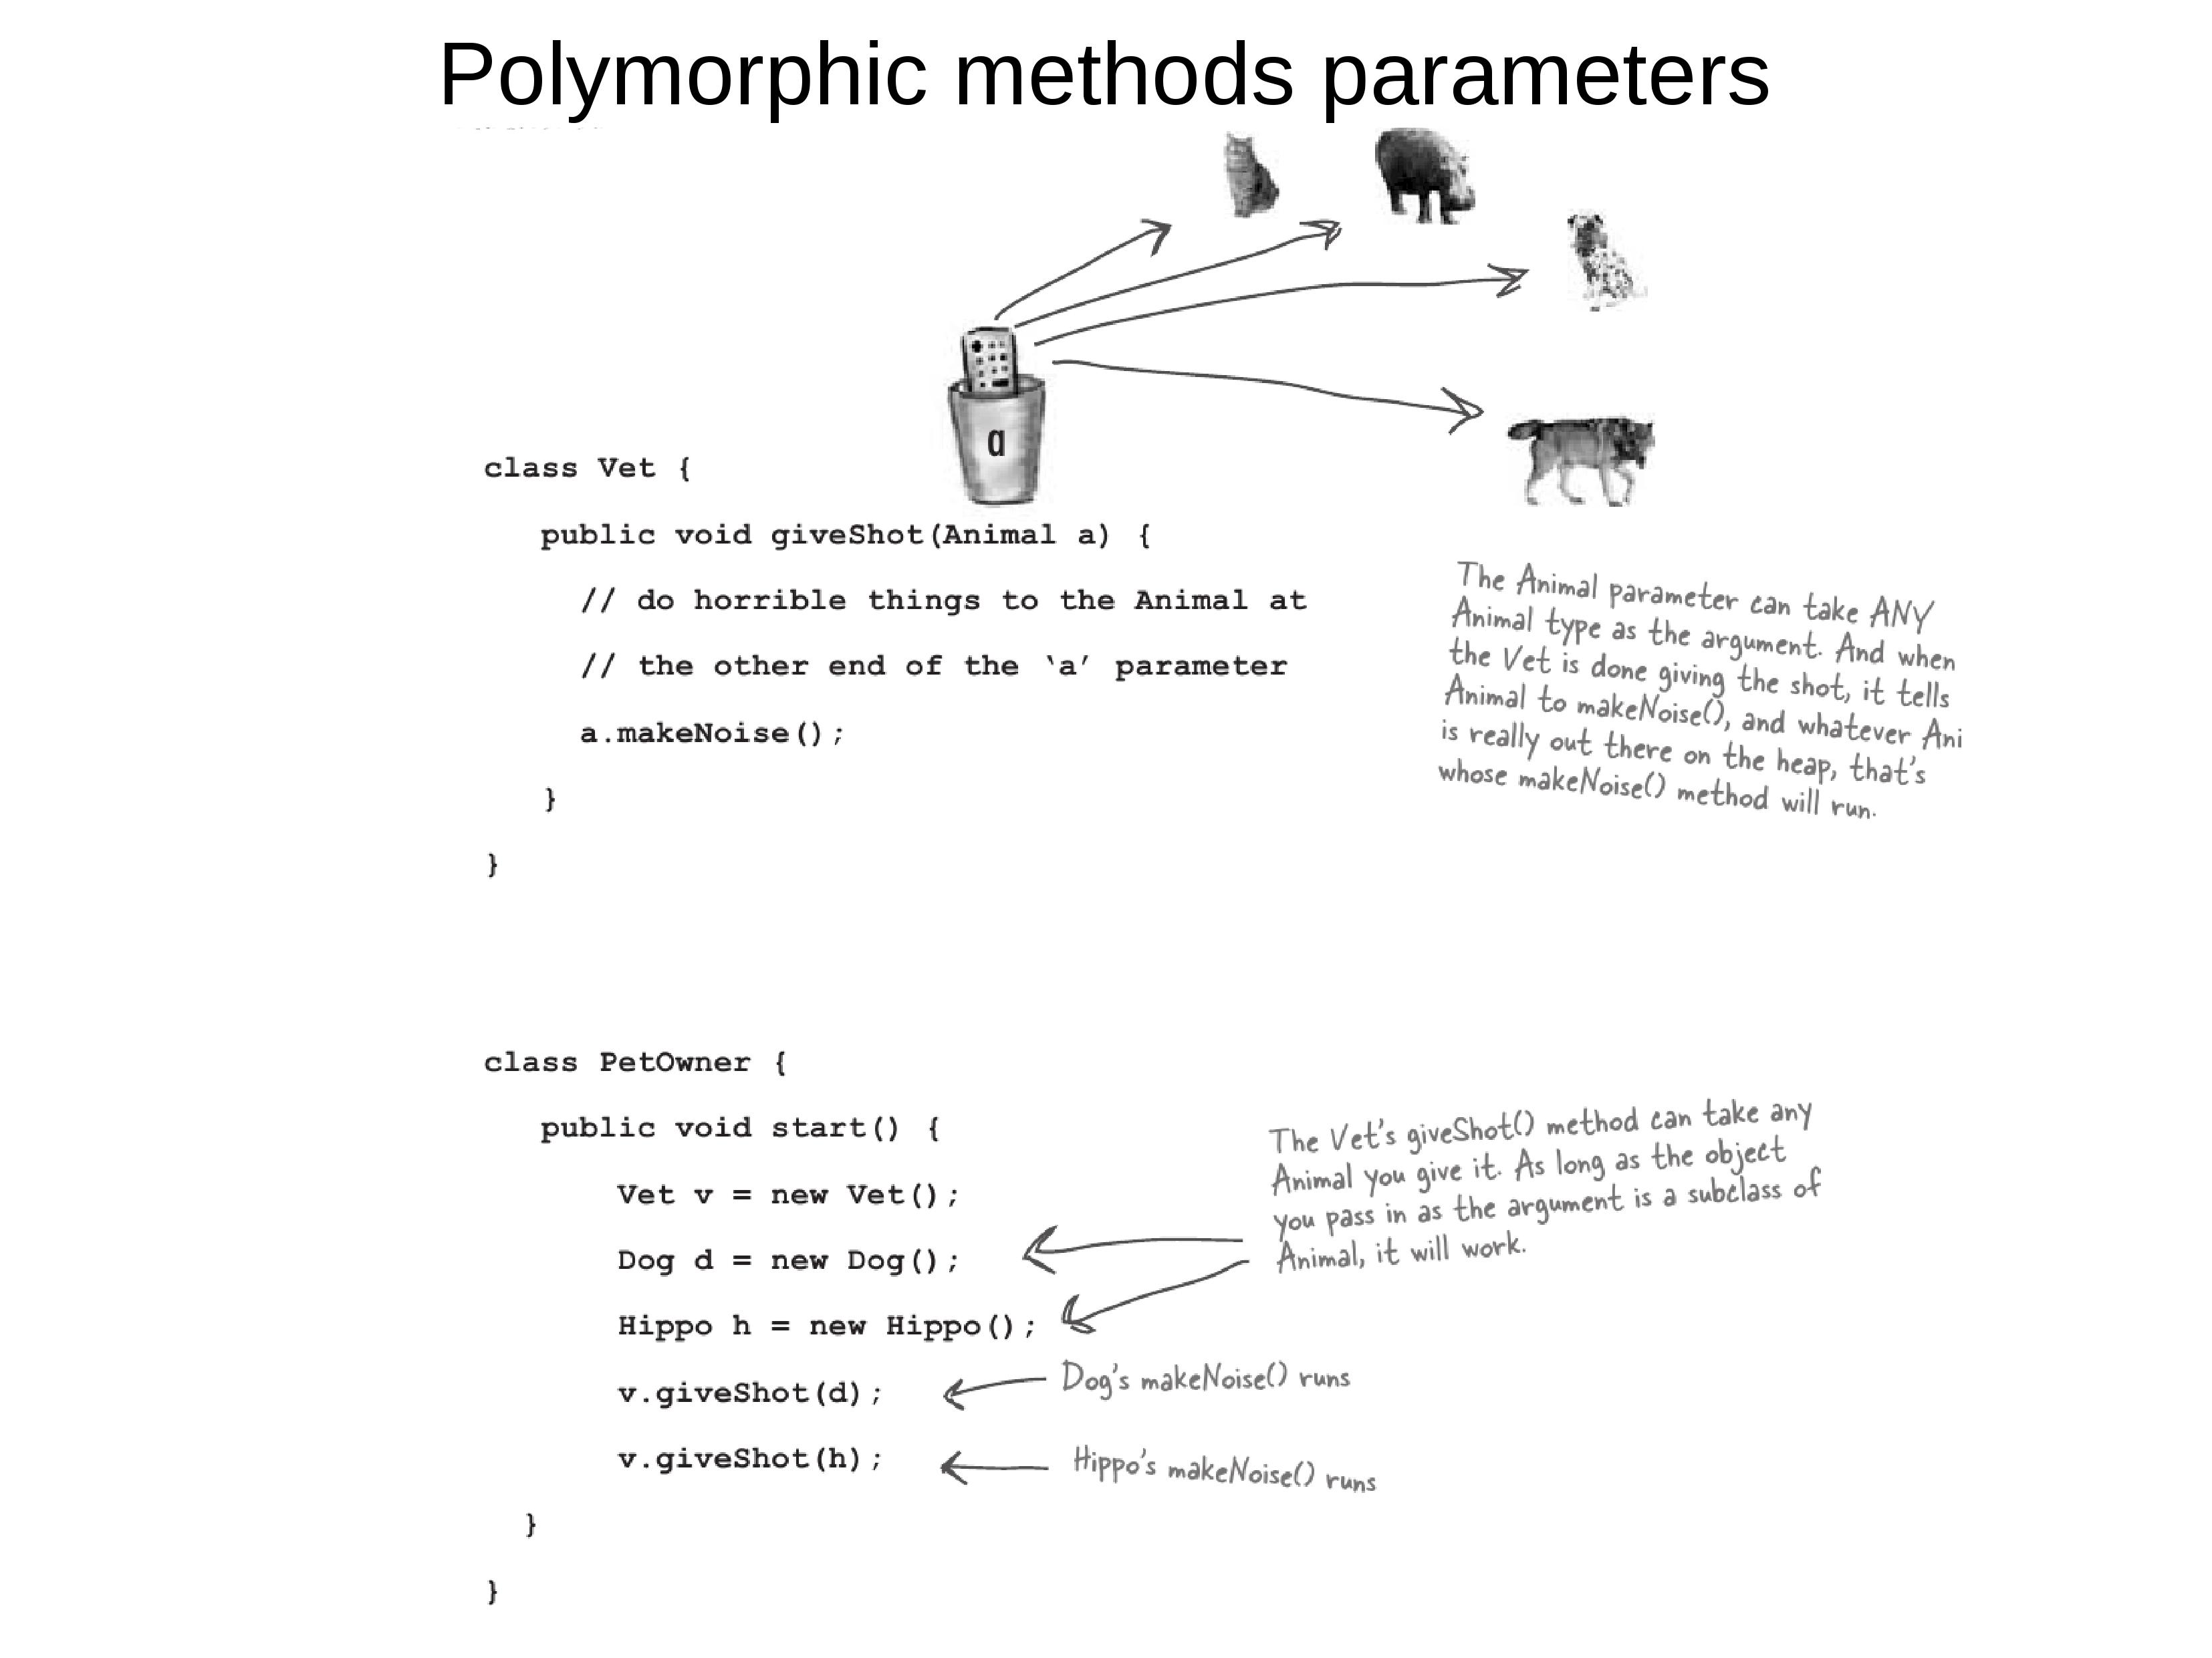 Polymorphic methods parameters
a
class Vet {
public void giveShot(Animal a) {
// do horrible things to the Animal at
// the other end of the ‘a’ parameter
a.makeNoise();
}
}
The Animal parameter can take ANY
Animal type as the argument. And when
the Vet is done giving the shot, it tells
Animal to makeNoise(), and whatever Ani
is really out there on the heap, that's
whose makeNoise() method will run.
class PetOwner {
public void start() {
Vet v = new Vet();
Dog d = new Dog();
Hippo h = new Hippo();
v.giveShot(d);
v.giveShot(h);
}
}
The Vet's giveShot() method can take any
Animal you give it. As long as the object
you pass in as the argument is a subclass of
Animal, it will work.
Dog's makeNoise() runs
Hippo's makeNoise() runs